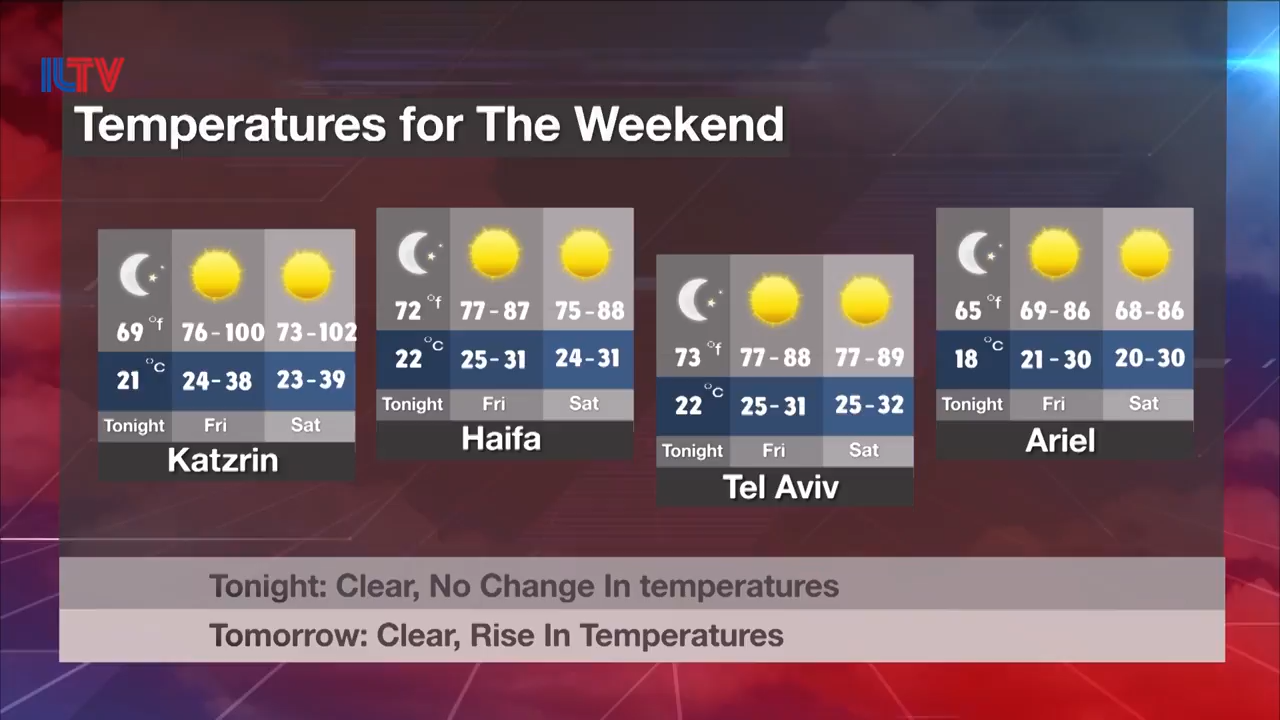 ILTV
Temperatures for The Weekend
69 °f 76-100 73-102
21 °C 24-38 23-39
Tonight Fri Sat
Katzrin
72 °f 77-87 75-88
22 °C 25-31 24-31
Tonight Fri Sat
Haifa
73 °f 77-88 77-89
22 °C 25-31 25-32
Tonight Fri Sat
Tel Aviv
65 °f 69-86 68-86
18 °C 21-30 20-30
Tonight Fri Sat
Ariel
Tonight: Clear, No Change In temperatures
Tomorrow: Clear, Rise In Temperatures